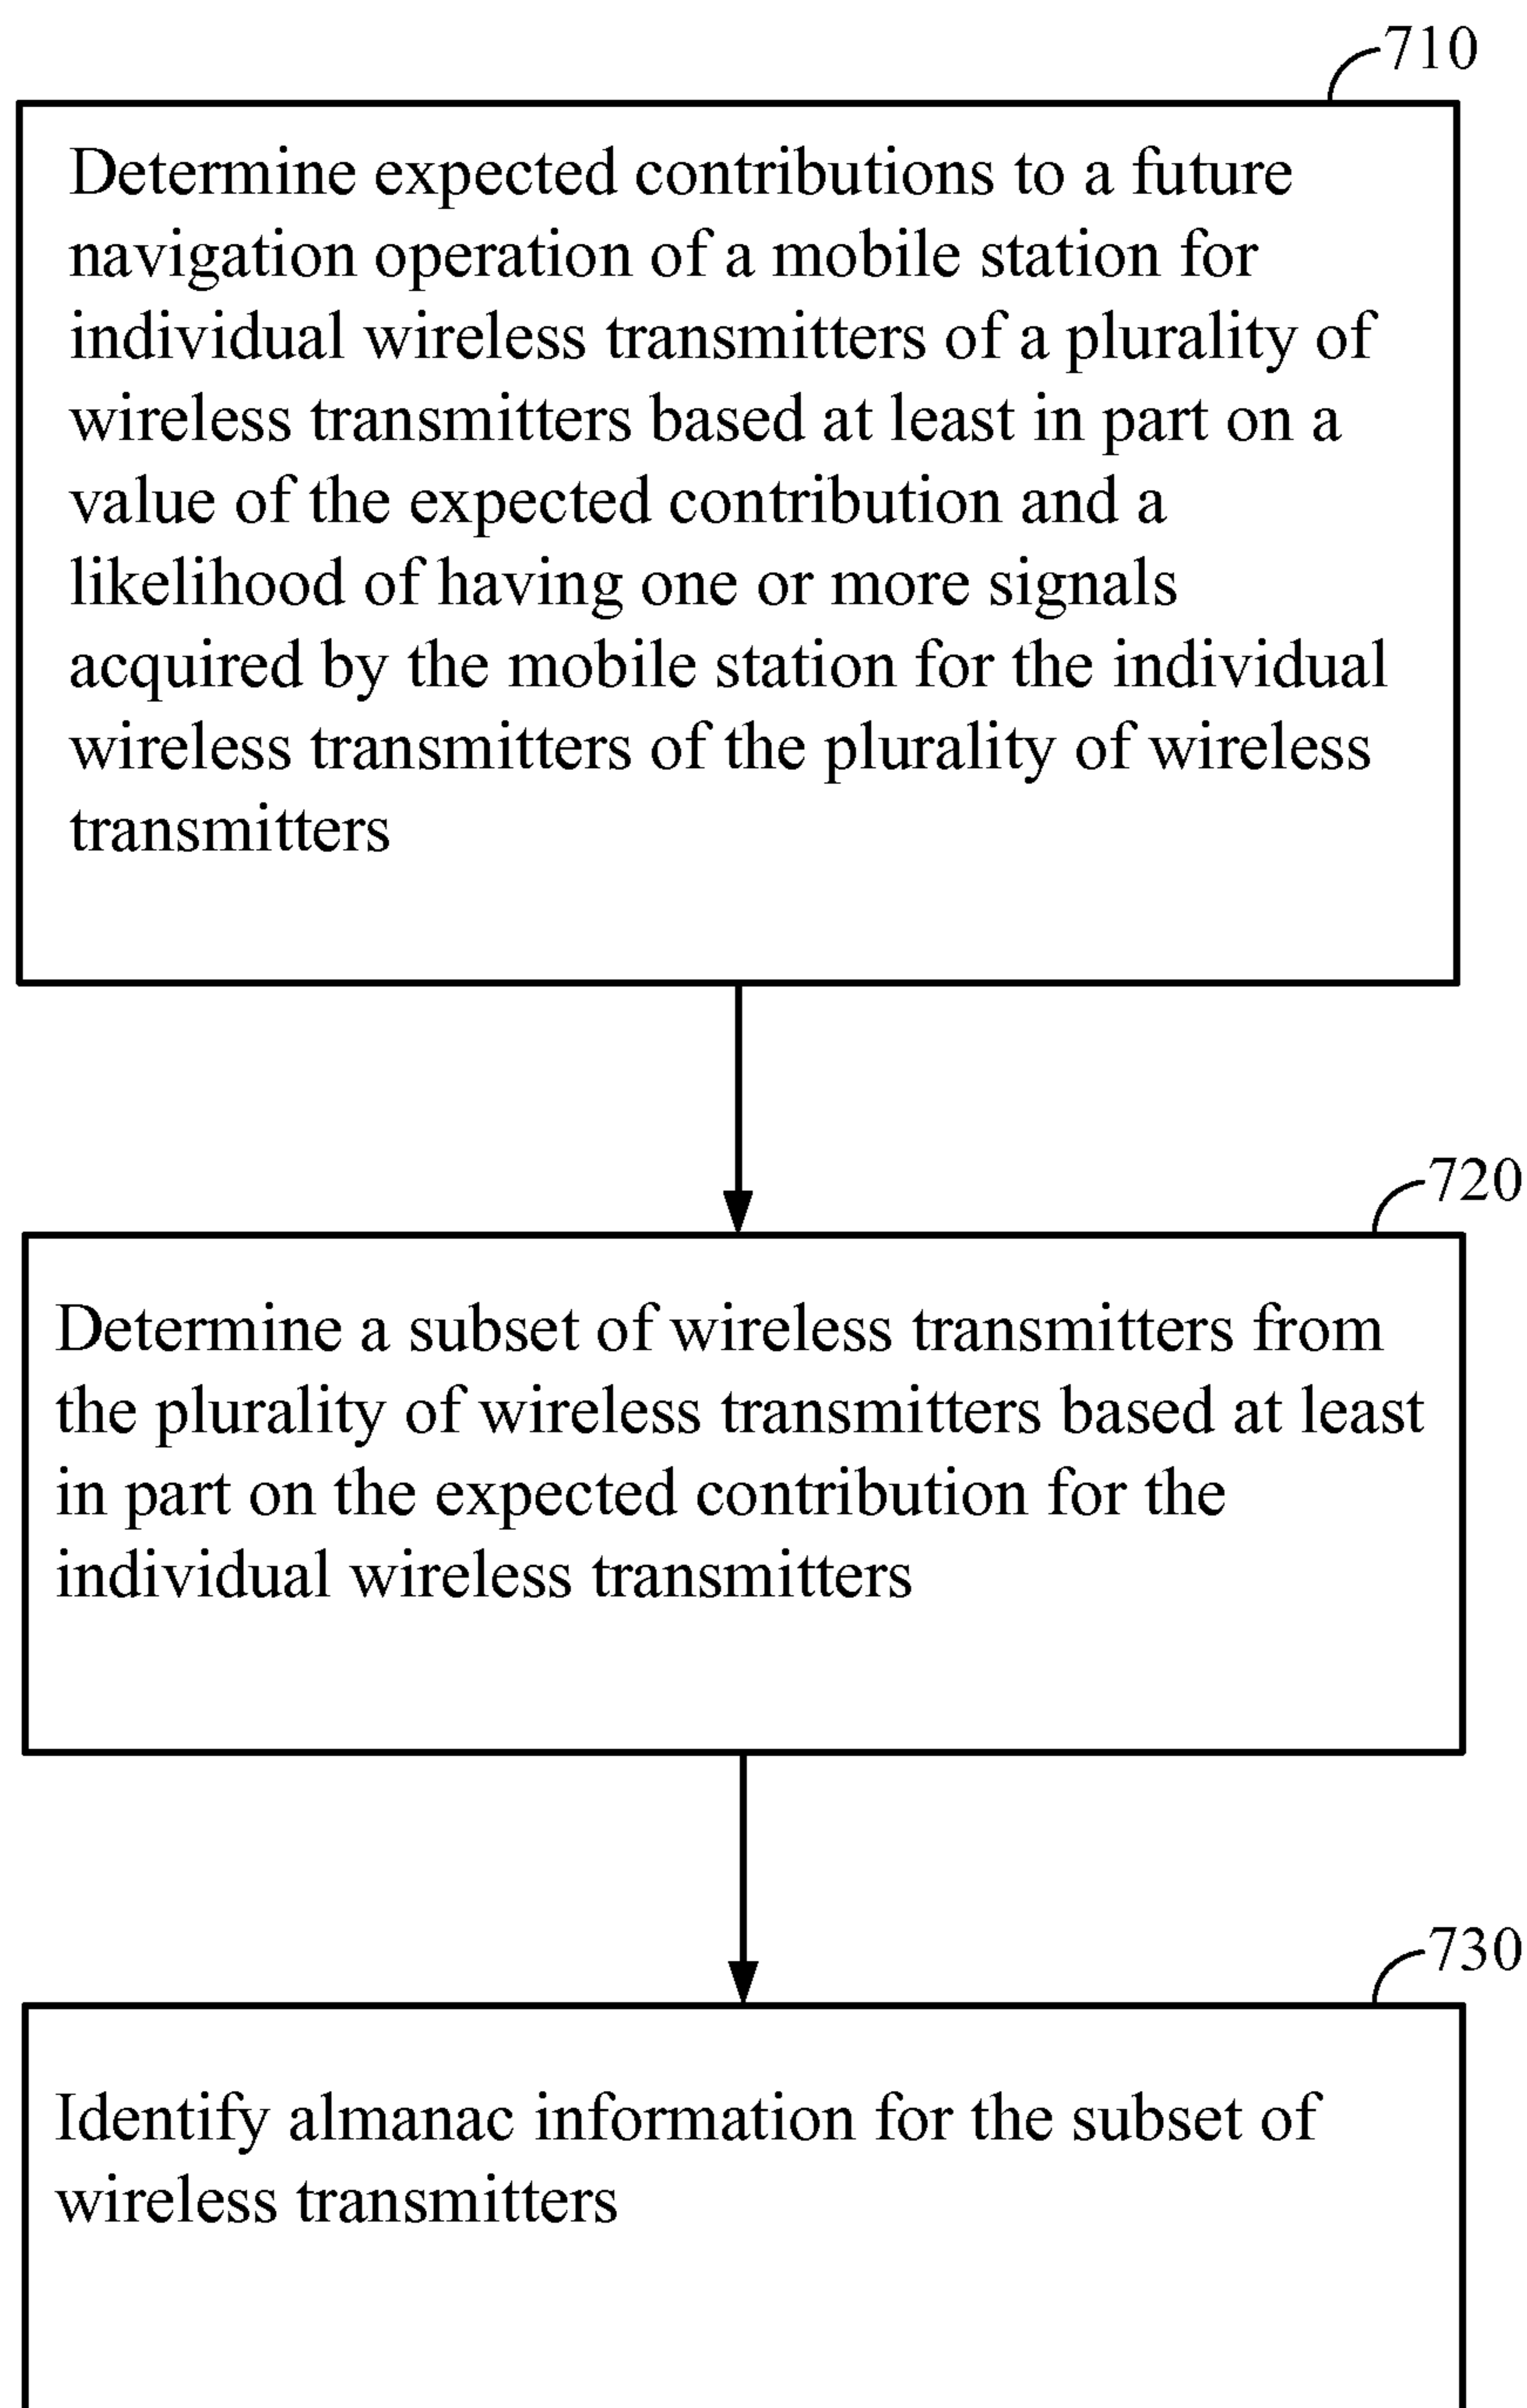 710
Determine expected contributions to a future
navigation operation of a mobile station for
individual wireless transmitters of a plurality of
wireless transmitters based at least in part on a
value of the expected contribution and a
likelihood of having one or more signals
acquired by the mobile station for the individual
wireless transmitters of the plurality of wireless
transmitters
720
Determine a subset of wireless transmitters from
the plurality of wireless transmitters based at least
in part on the expected contribution for the
individual wireless transmitters
730
Identify almanac information for the subset of
wireless transmitters